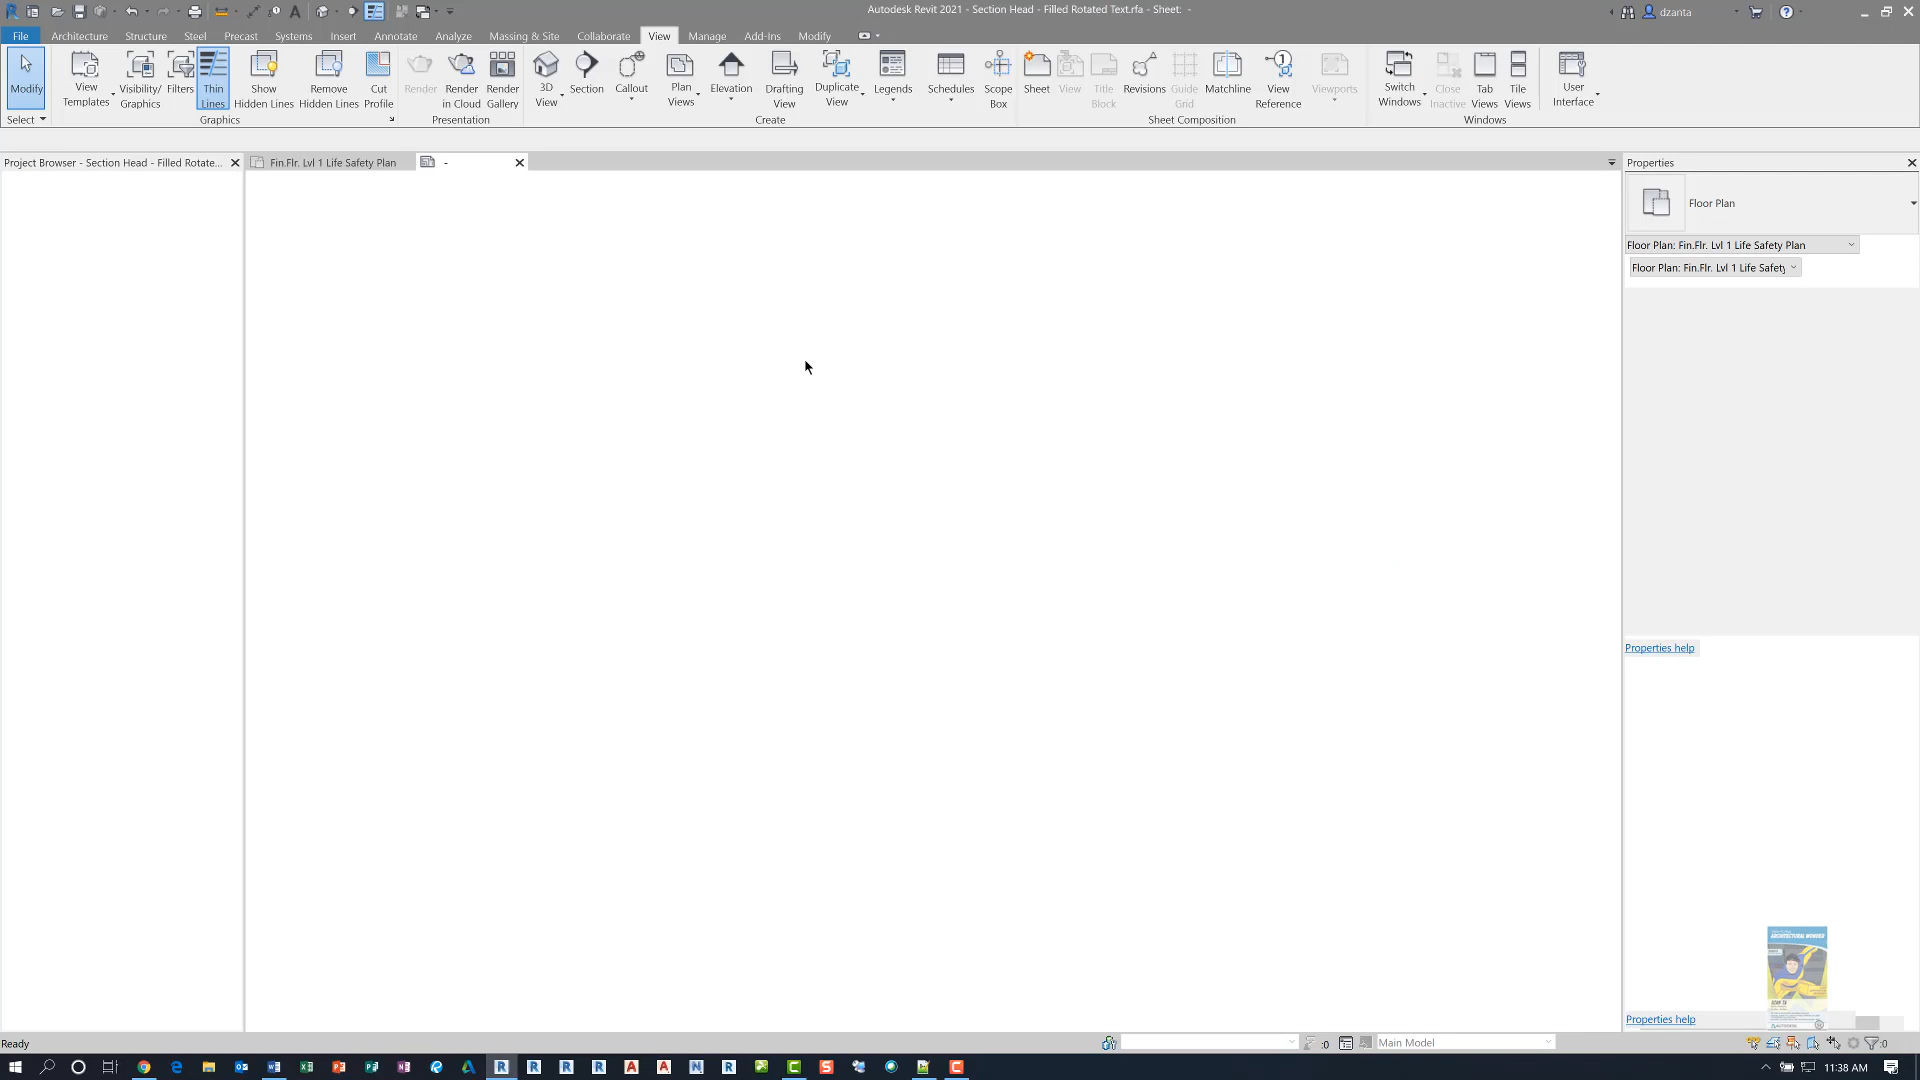 Autodesk Revit 2021 - Section Head - Filled Rotated Text.rfa - Sheet: -
dzanta
File Architecture Structure Steel Precast Systems Insert Annotate Analyze Massing & Site Collaborate View Manage Add-Ins Modify
Modify
View Templates
Visibility/ Graphics
Filters
Thin Lines
Show Hidden Lines
Remove Hidden Lines
Cut Profile
Render
Render in Cloud
Render Gallery
3D View
Section
Callout
Plan Views
Elevation
Drafting View
Duplicate View
Legends
Schedules
Scope Box
Sheet
View
Title Block
Revisions
Guide Grid
Matchline
View Reference
Viewports
Switch Windows
Close Inactive
Tab Views
Tile Views
User Interface
Select Graphics Presentation Create Sheet Composition Windows
Project Browser - Section Head - Filled Rotate...
Fin.Flr. Lvl 1 Life Safety Plan
-
Properties
Floor Plan
Floor Plan: Fin.Flr. Lvl 1 Life Safety Plan
Floor Plan: Fin.Flr. Lvl 1 Life Safety
Properties help
ARCHITECTURAL WONDER
AUTODESK
Properties help
Ready
:0
Main Model
:0
11:38 AM